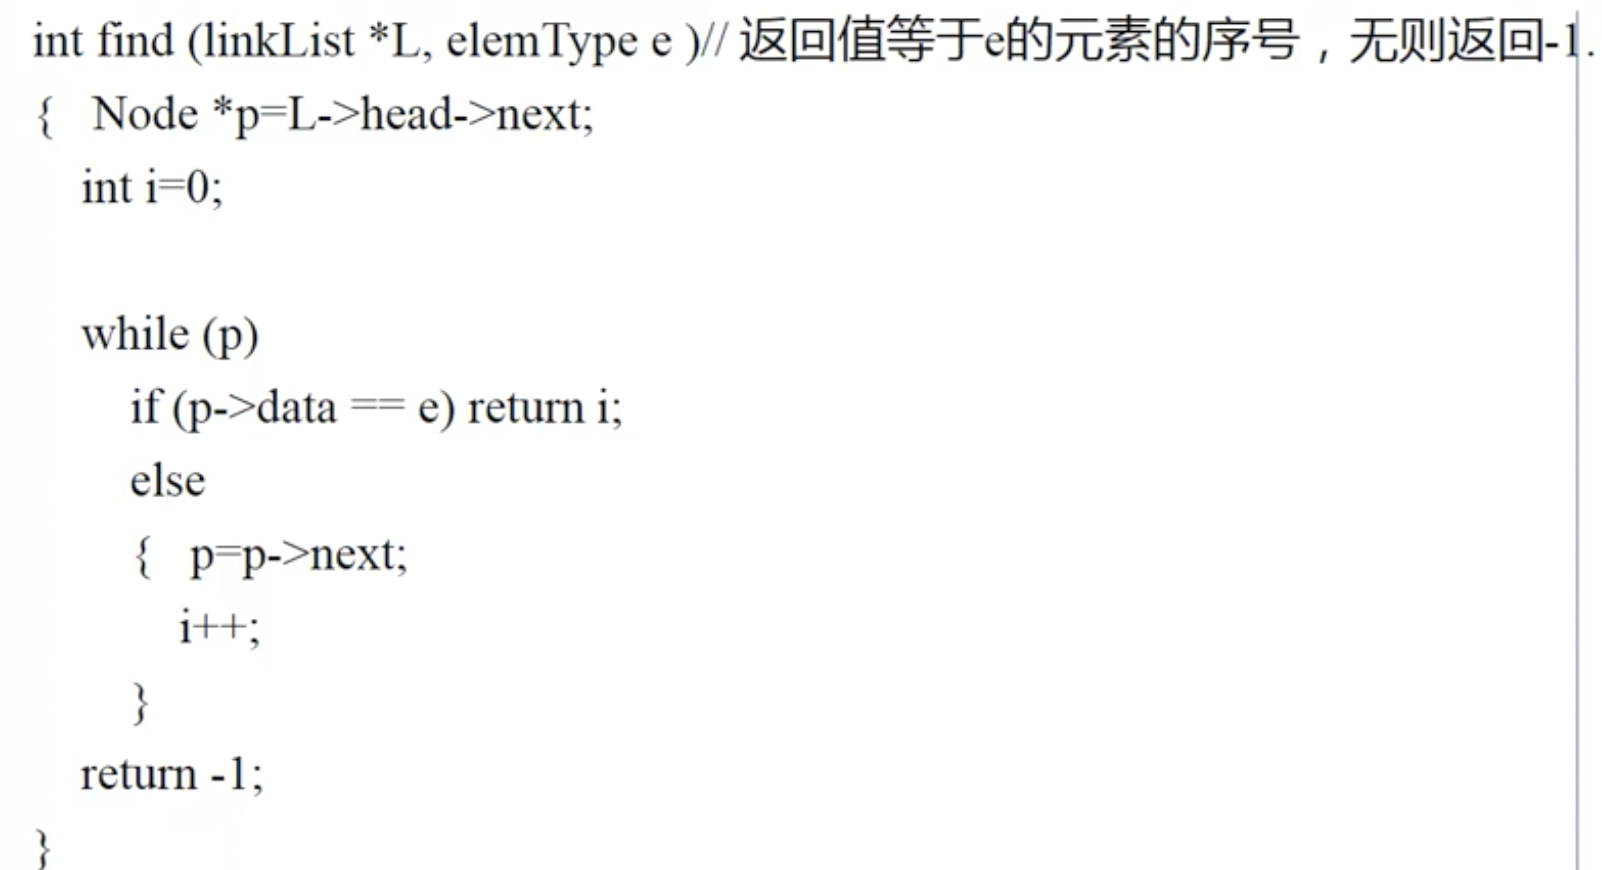 int find (linkList *L, elemType e )// 返回值等于e的元素的序号，无则返回-1.
{ Node *p=L->head->next;
int i=0;
while (p)
if (p->data == e) return i;
else
{ p=p->next;
i++;
}
return -1;
}